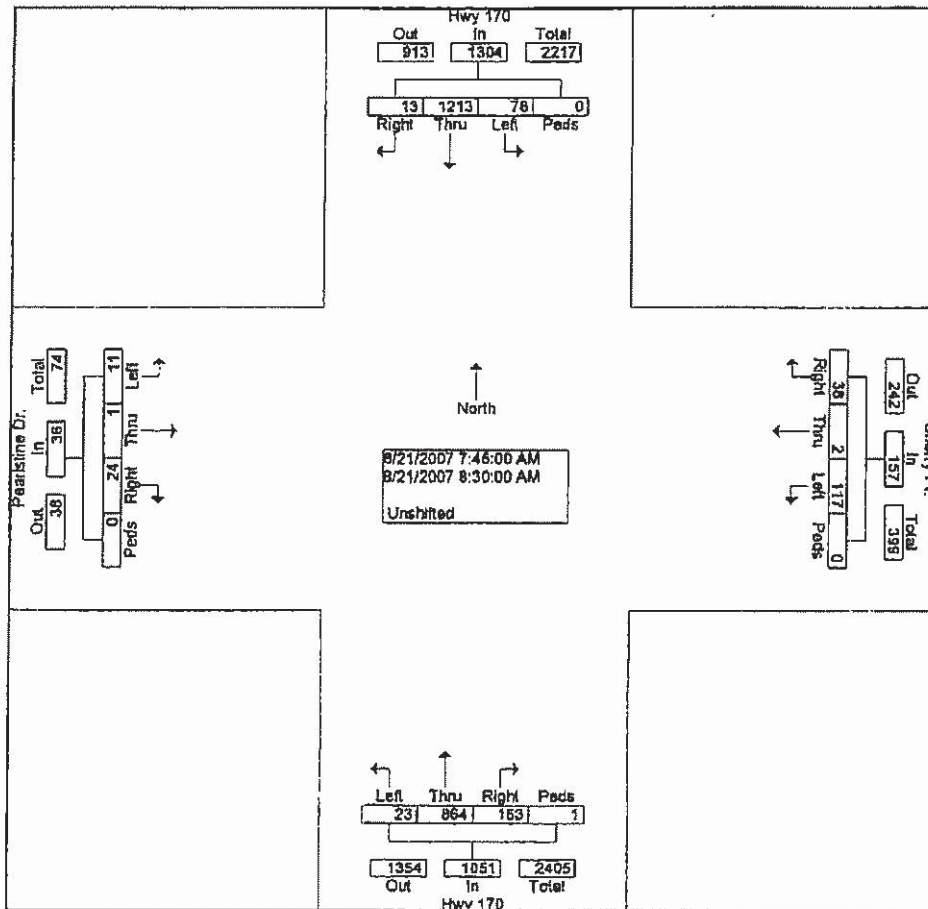 Hwy 170
Out In Total
913 1304 2217
13 1213 78 0
Right Thru Left Peds
Pearlstine Dr.
Out In Total
38 36 74
Left Thru Right Peds
11 1 24 0
North
8/21/2007 7:45:00 AM
8/21/2007 8:30:00 AM
Unshifted
Right Thru Left Peds
38 2 117 0
Out In Total
242 157 399
Left Thru Right Peds
23 864 163 1
1354 1051 2405
Out In Total
Hwy 170